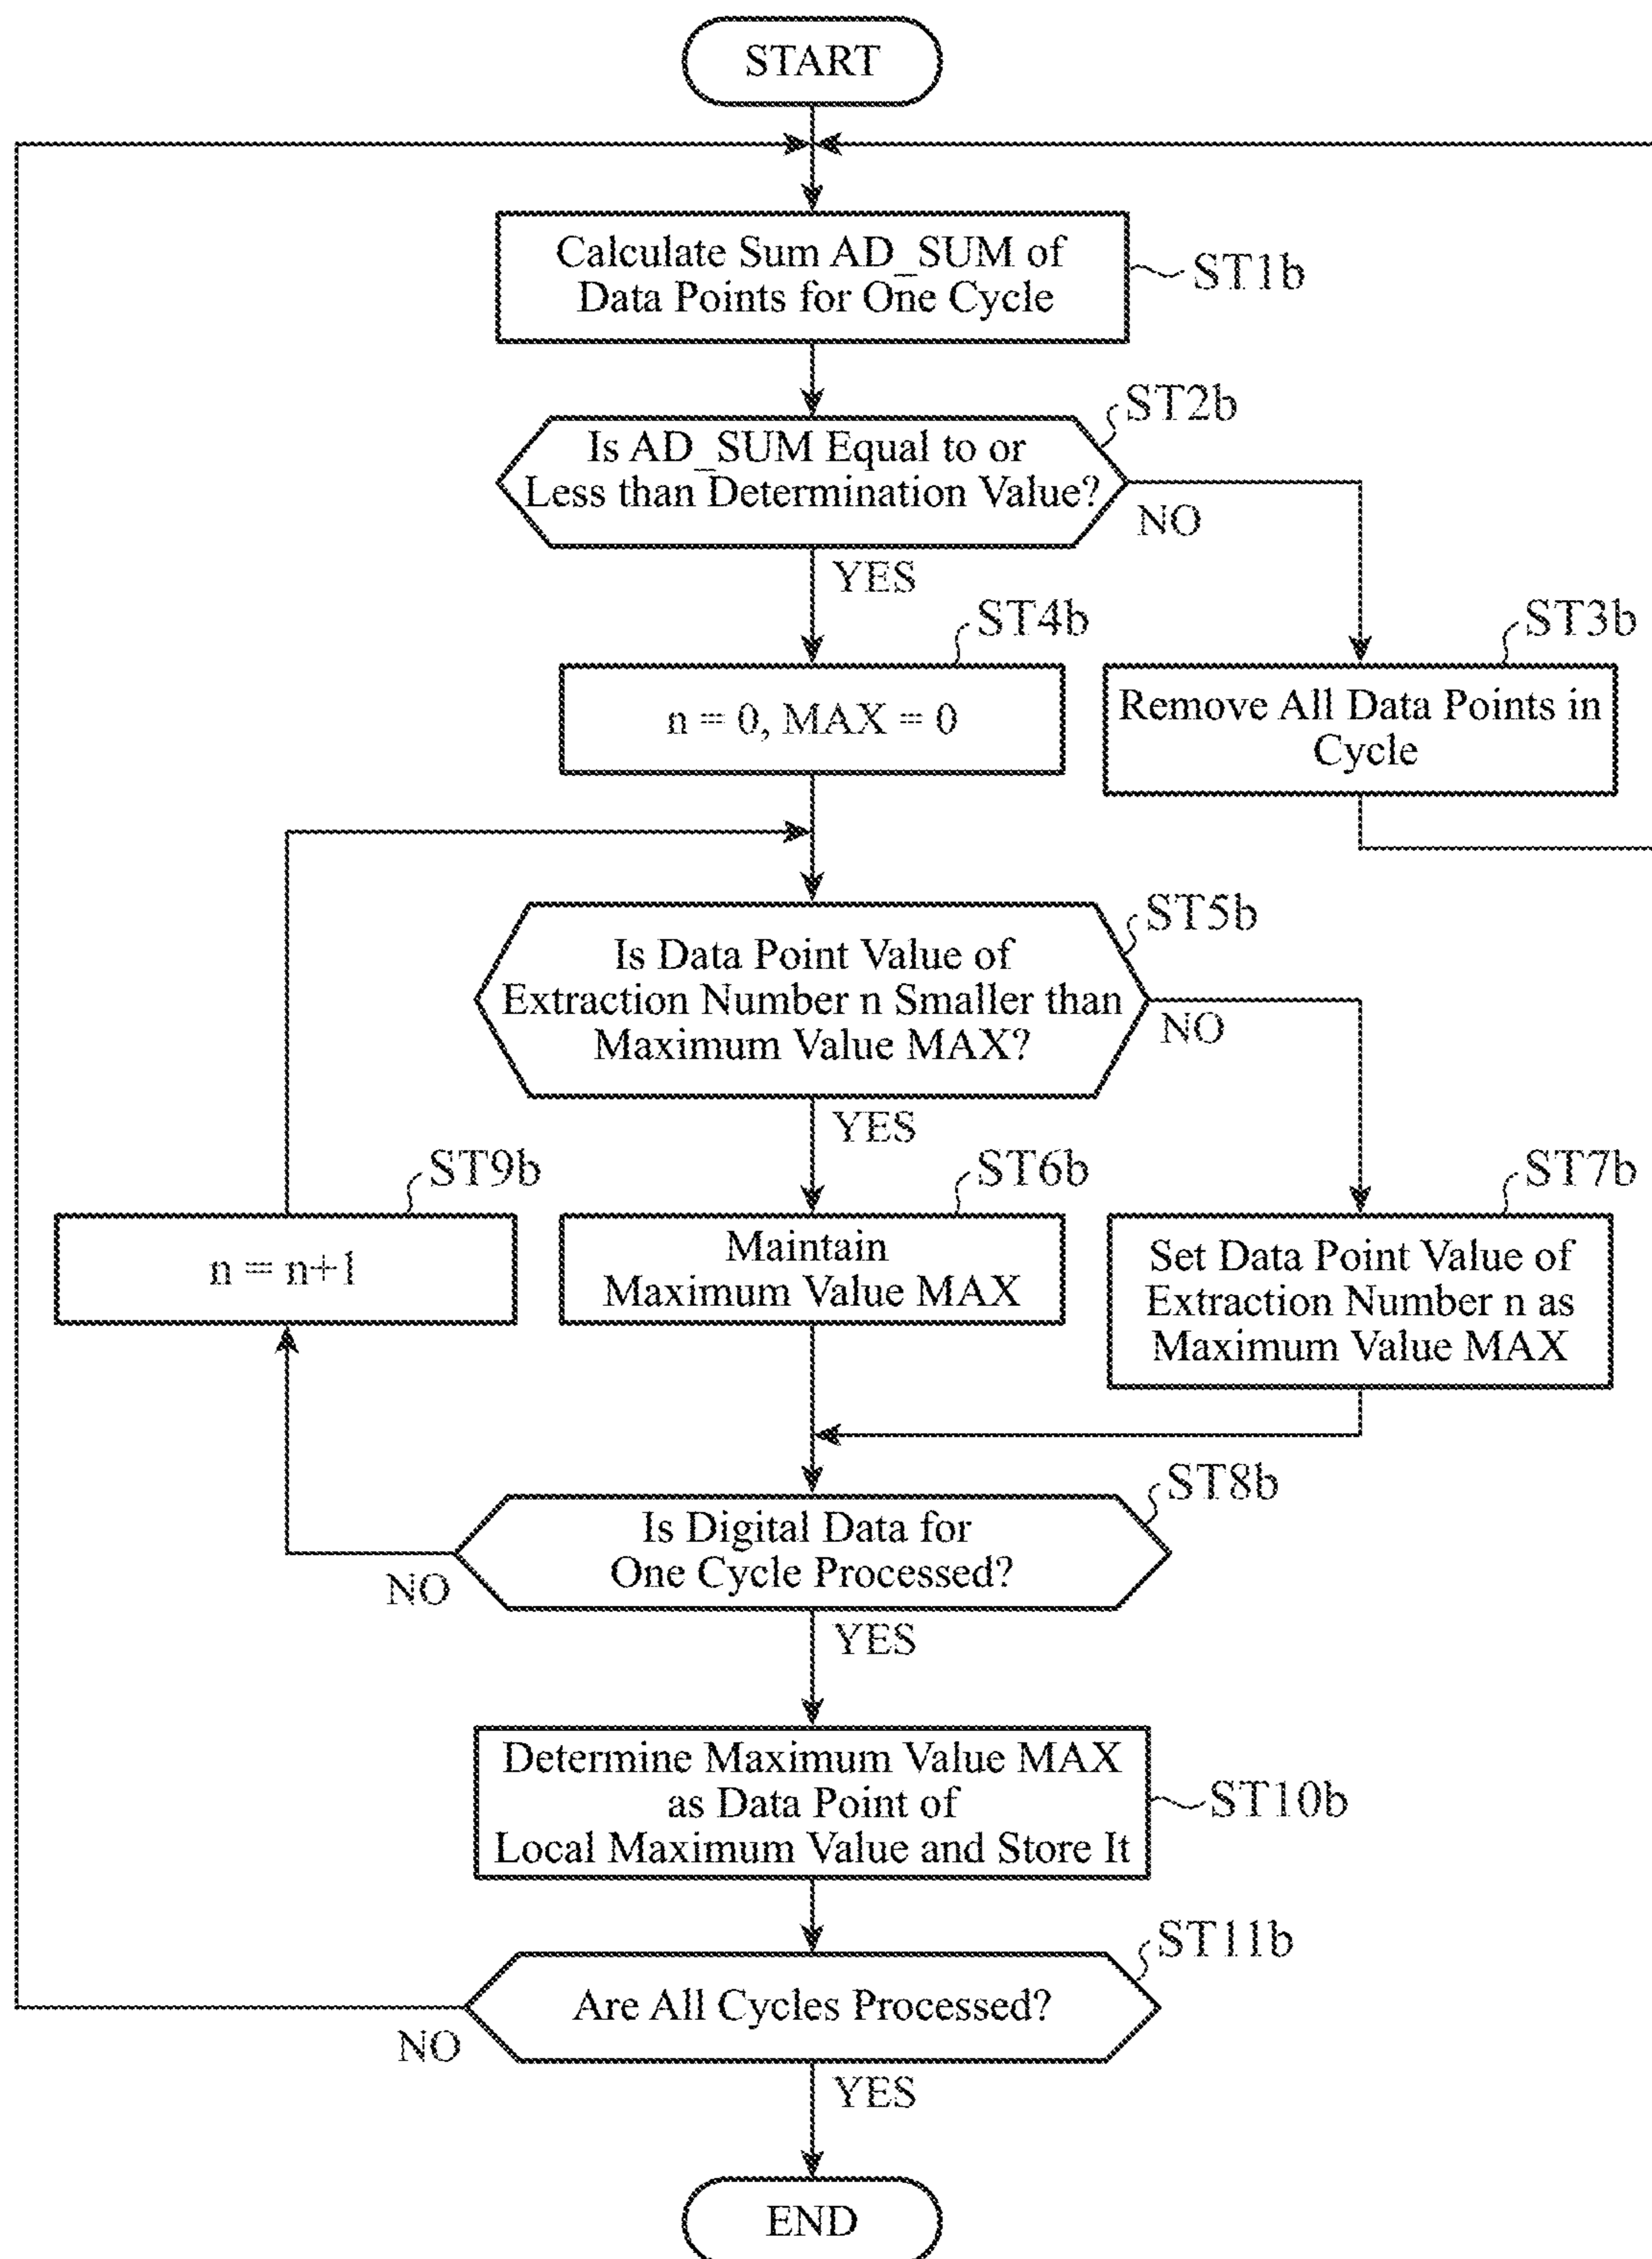 START
Calculate Sum AD_SUM of
Data Points for One Cycle
ST1b
ST2b
Is AD_SUM Equal to or
Less than Determination Value?
NO
YES
ST4b
ST3b
n = 0, MAX = 0
Remove All Data Points in
Cycle
ST5b
Is Data Point Value of
Extraction Number n Smaller than
Maximum Value MAX?
NO
YES
ST9b
ST6b
ST7b
n = n+1
Maintain
Maximum Value MAX
Set Data Point Value of
Extraction Number n as
Maximum Value MAX
ST8b
Is Digital Data for
One Cycle Processed?
NO
YES
Determine Maximum Value MAX
as Data Point of
Local Maximum Value and Store It
ST10b
ST11b
Are All Cycles Processed?
NO
YES
END